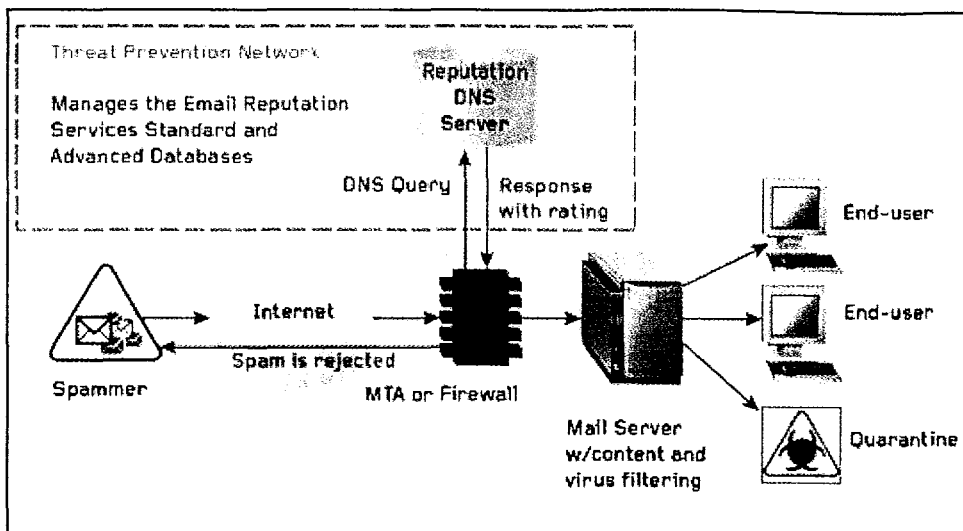 Threat Prevention Network
Manages the Email Reputation
Services Standard and
Advanced Databases
Reputation
DNS
Server
DNS Query
Response
with rating
End-user
Internet
End-user
Spam is rejected
Spammer
MTA or Firewall
Mail Server
w/content and
virus filtering
Quarantine